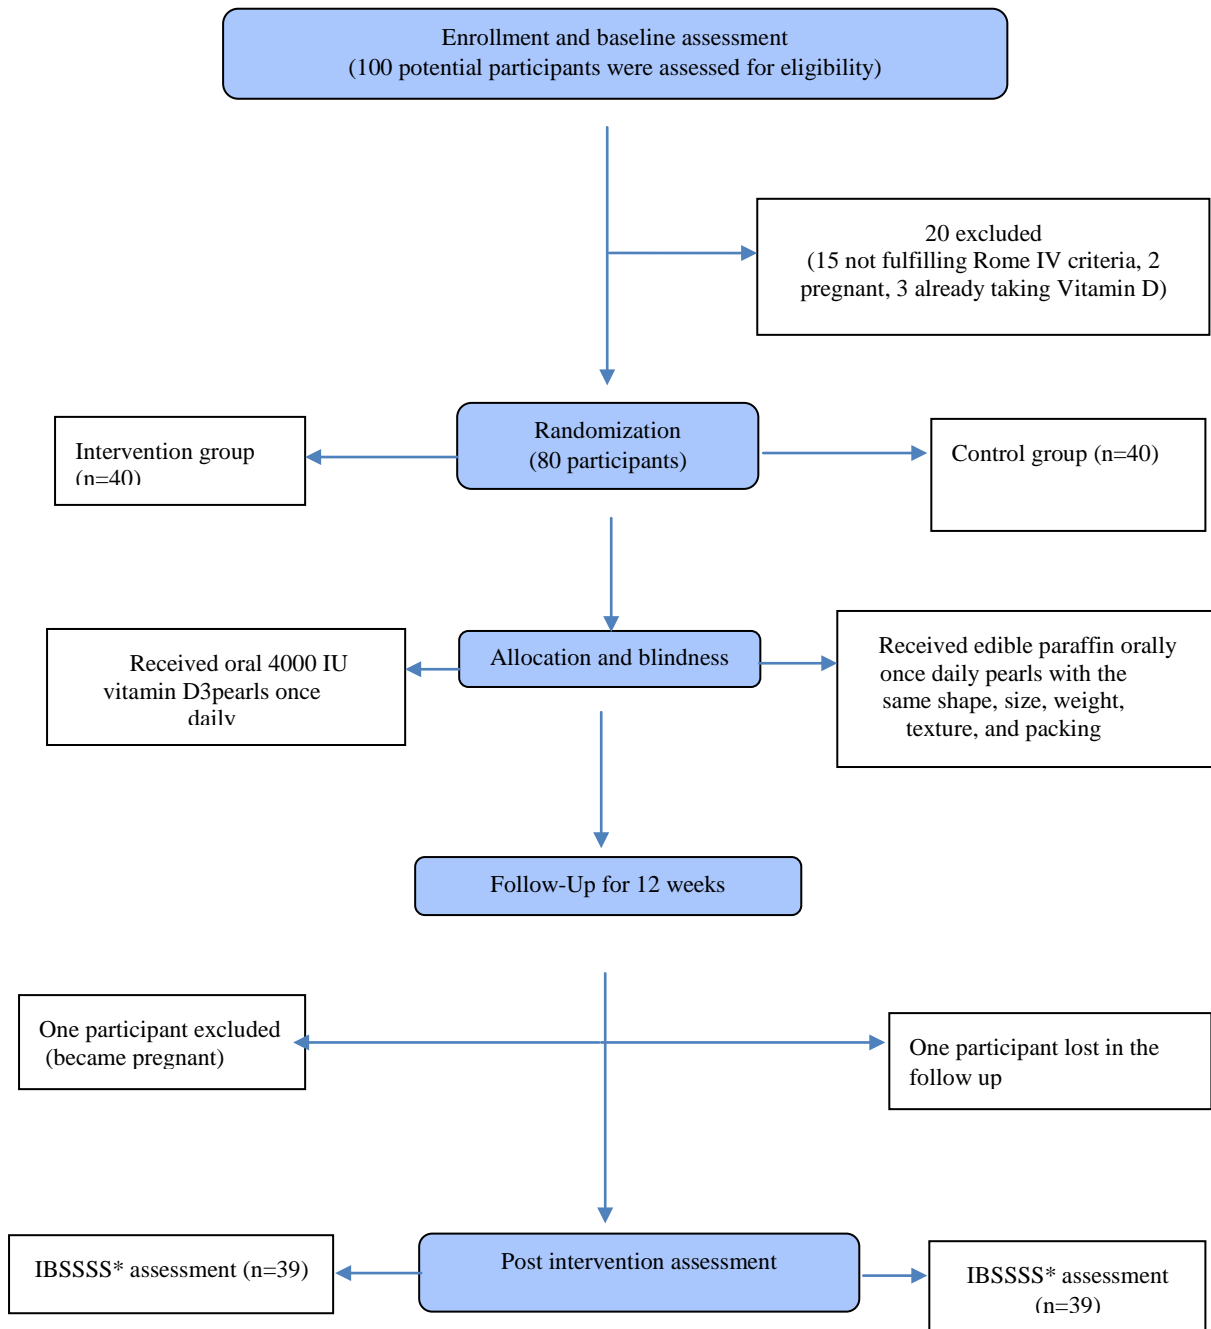 Enrollment and baseline assessment
(100 potential participants were assessed for eligibility)
20 excluded
(15 not fulfilling Rome IV criteria, 2
pregnant, 3 already taking Vitamin D)
Intervention group
(n=40)
Randomization
(80 participants)
Control group (n=40)
Received oral 4000 IU
vitamin D3pearls once
daily
Allocation and blindness
Received edible paraffin orally
once daily pearls with the
same shape, size, weight,
texture, and packing
Follow-Up for 12 weeks
One participant excluded
(became pregnant)
One participant lost in the
follow up
IBSSSS* assessment (n=39)
Post intervention assessment
IBSSSS* assessment
(n=39)